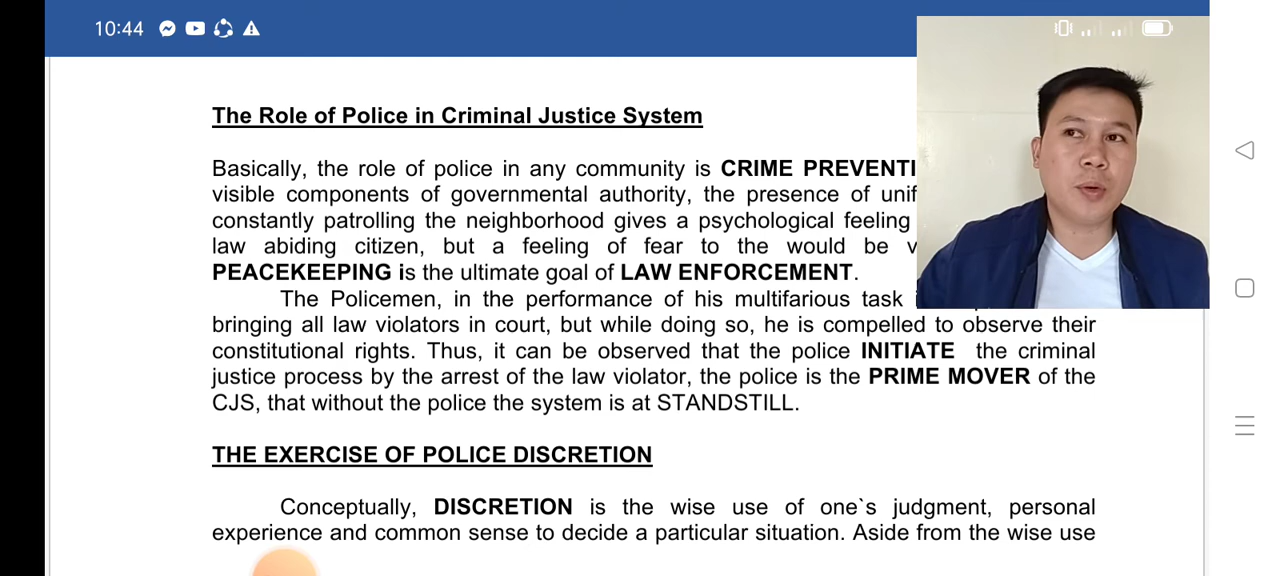 10:44
The Role of Police in Criminal Justice System
Basically, the role of police in any community is CRIME PREVENTI
visible components of governmental authority, the presence of unif
constantly patrolling the neighborhood gives a psychological feeling
law abiding citizen, but a feeling of fear to the would be v
PEACEKEEPING is the ultimate goal of LAW ENFORCEMENT.
The Policemen, in the performance of his multifarious task
bringing all law violators in court, but while doing so, he is compelled to observe their
constitutional rights. Thus, it can be observed that the police INITIATE the criminal
justice process by the arrest of the law violator, the police is the PRIME MOVER of the
CJS, that without the police the system is at STANDSTILL.
THE EXERCISE OF POLICE DISCRETION
Conceptually, DISCRETION is the wise use of one`s judgment, personal
experience and common sense to decide a particular situation. Aside from the wise use